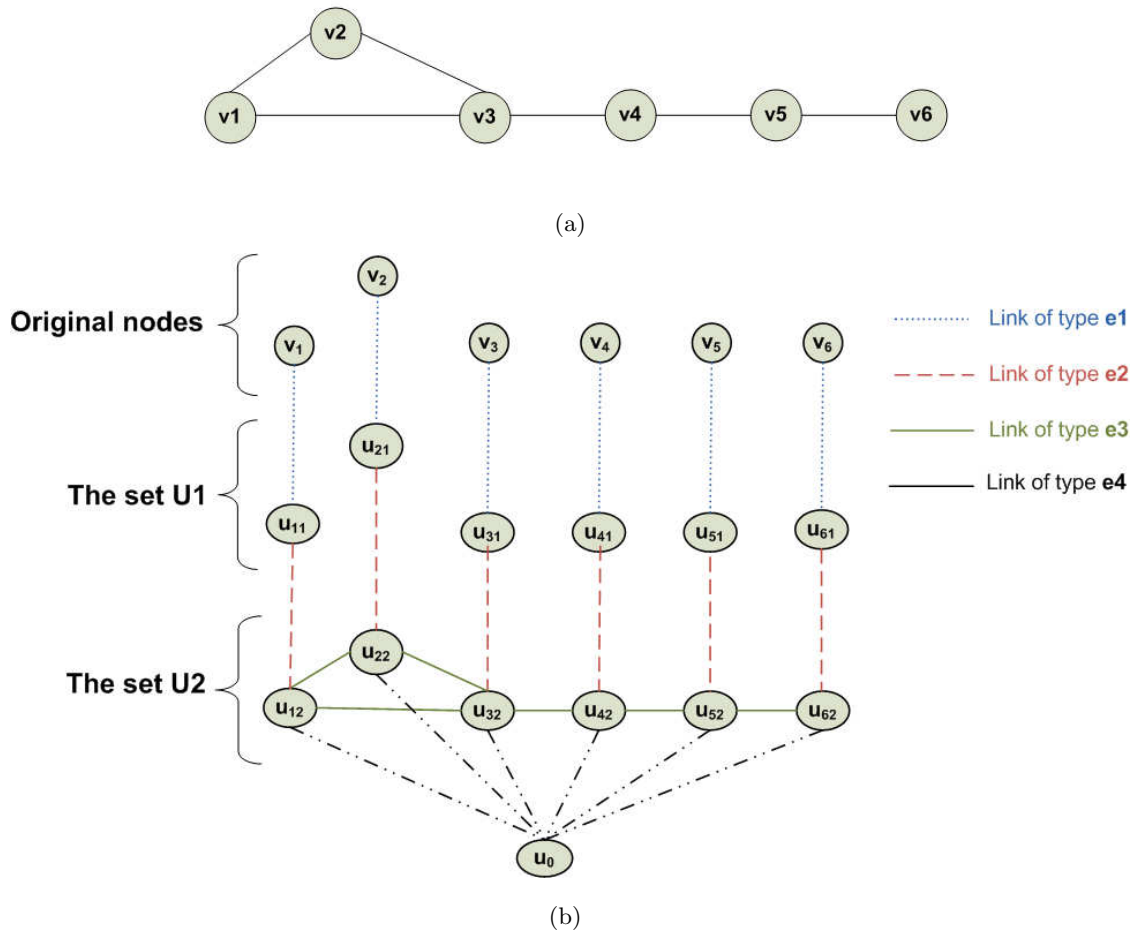 v2
v1 v3 v4 v5 v6
(a)
Original nodes
v₂
v₁ v₃ v₄ v₅ v₆
Link of type e1
Link of type e2
Link of type e3
Link of type e4
The set U1
u₂₁
u₁₁ u₃₁ u₄₁ u₅₁ u₆₁
The set U2
u₂₂
u₁₂ u₃₂ u₄₂ u₅₂ u₆₂
u₀
(b)